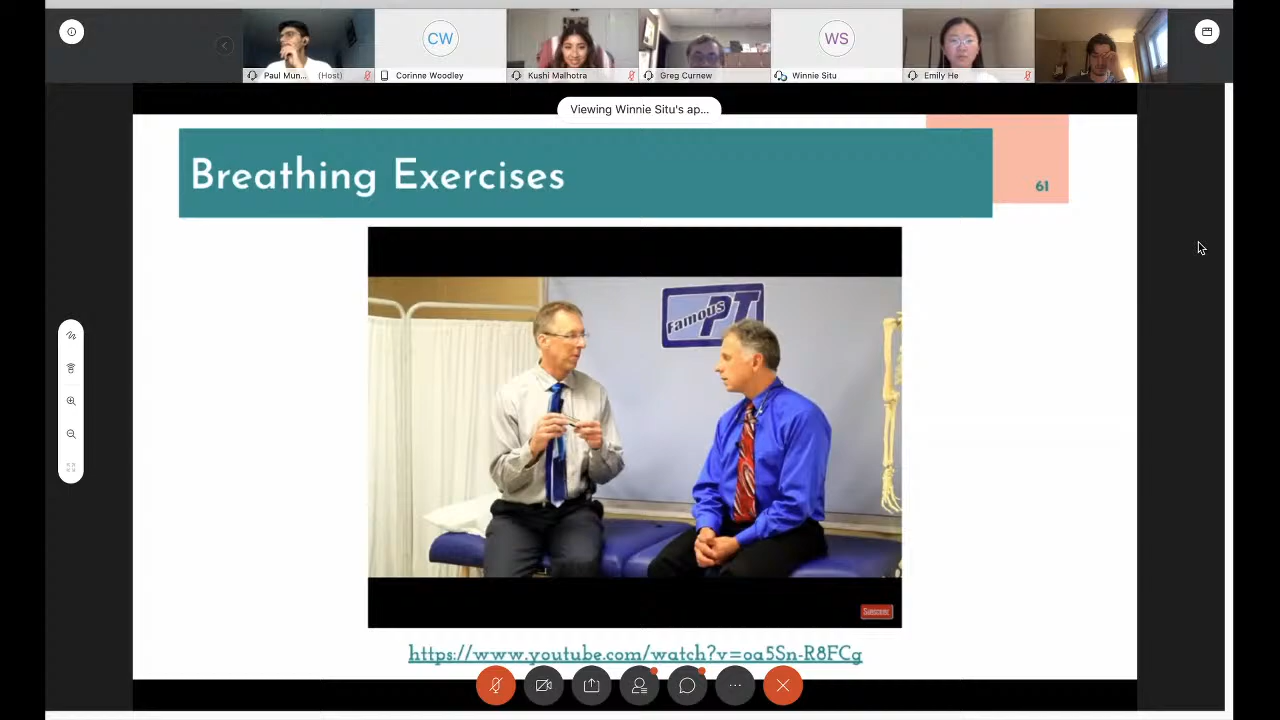 CW
WS
Paul Mun... (Host)
Corinne Woodley
Kushi Malhotra
Greg Curnew
Winnie Situ
Emily He
Viewing Winnie Situ's ap...
Breathing Exercises
61
Famous PT
Subscribe
https://www.youtube.com/watch?v=oa5Sn-R8FCg